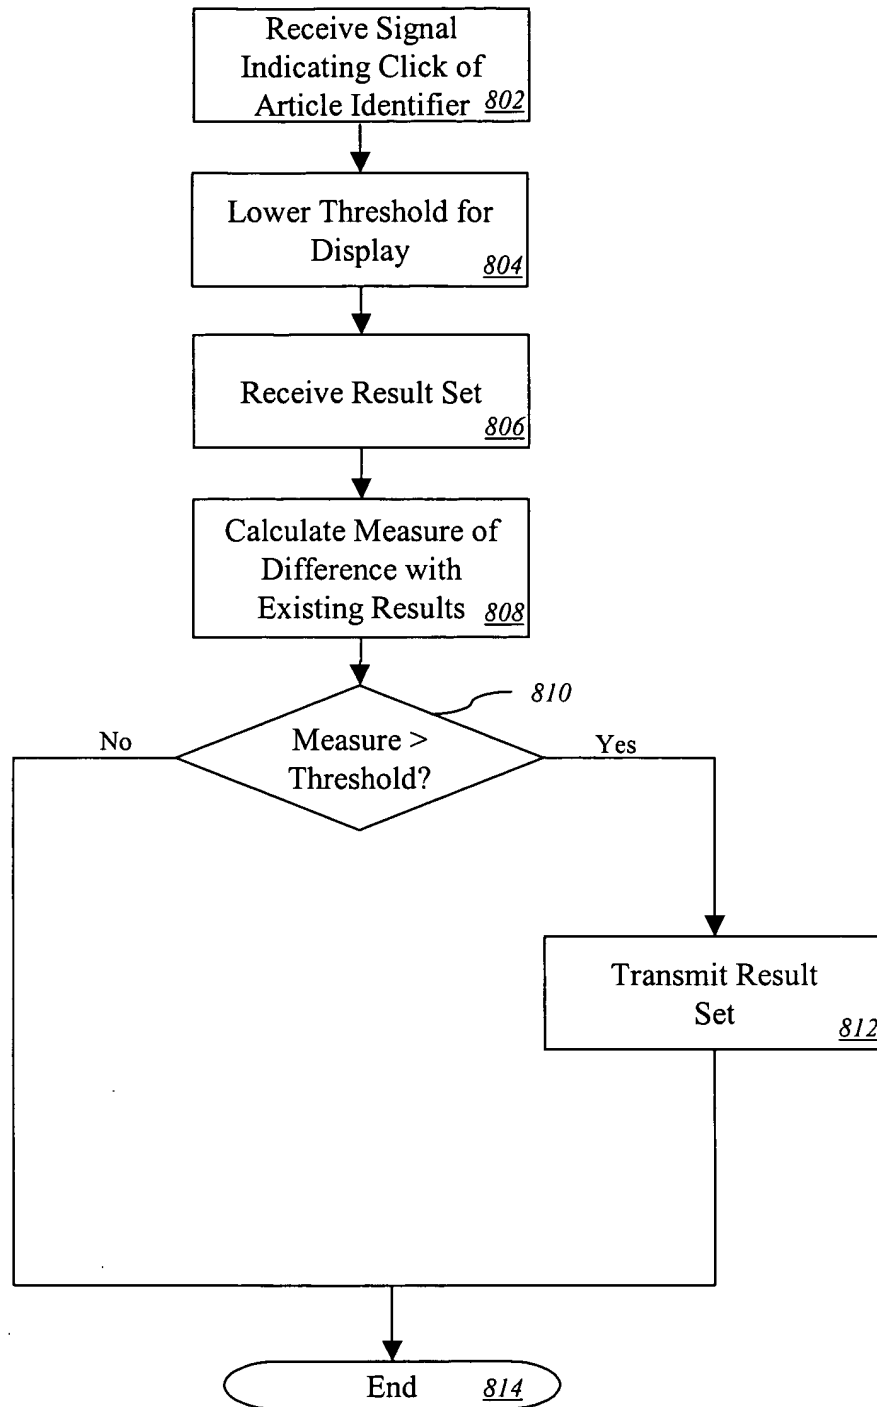 Receive Signal
Indicating Click of
Article Identifier 802
Lower Threshold for
Display
804
Receive Result Set
806
Calculate Measure of
Difference with
Existing Results 808
810
No
Measure >
Threshold?
Yes
Transmit Result
Set
812
End 814